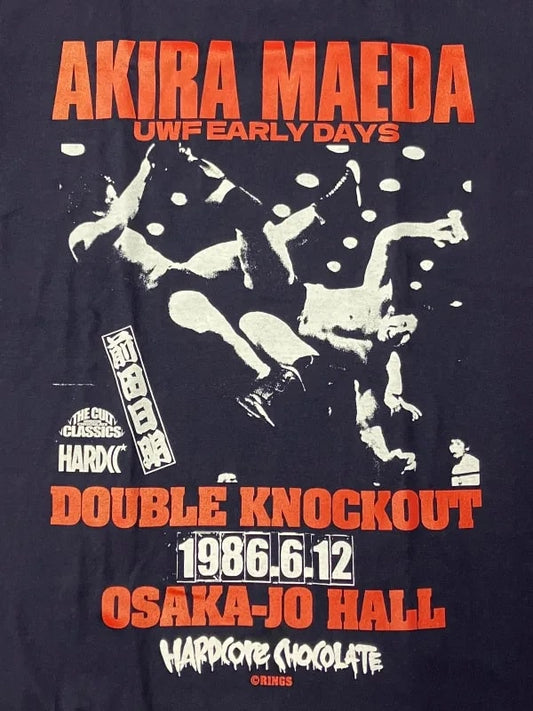 AKIRA MAEDA
UWF EARLY DAYS
前田日明
THE CULT
CLASSICS
HARDCC
DOUBLE KNOCKOUT
1986.6.12
OSAKA-JO HALL
HARDCORE CHOCOLATE
©RINGS